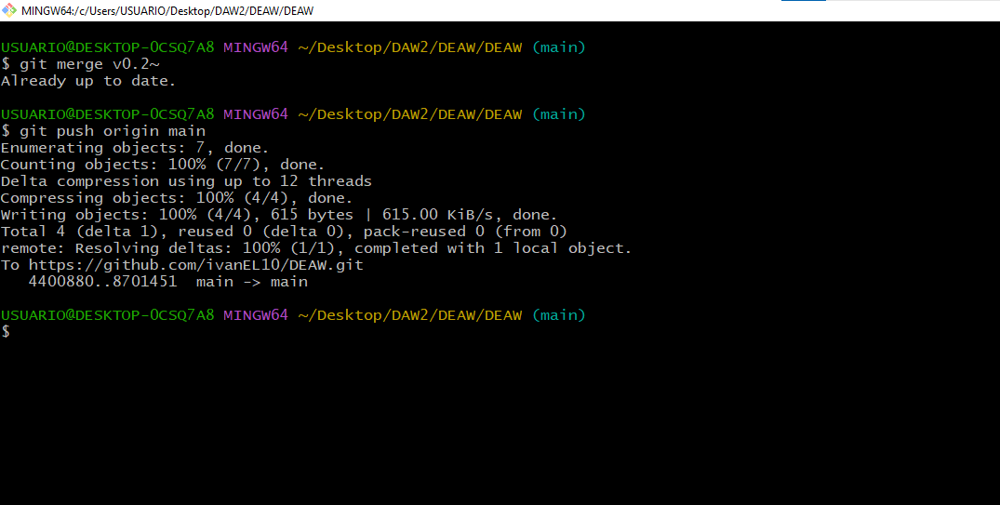 MINGW64:/c/Users/USUARIO/Desktop/DAW2/DEAW/DEAW
USUARIO@DESKTOP-0CSQ7A8 MINGW64 ~/Desktop/DAW2/DEAW/DEAW (main)
$ git merge v0.2~
Already up to date.
USUARIO@DESKTOP-0CSQ7A8 MINGW64 ~/Desktop/DAW2/DEAW/DEAW (main)
$ git push origin main
Enumerating objects: 7, done.
Counting objects: 100% (7/7), done.
Delta compression using up to 12 threads
Compressing objects: 100% (4/4), done.
Writing objects: 100% (4/4), 615 bytes | 615.00 KiB/s, done.
Total 4 (delta 1), reused 0 (delta 0), pack-reused 0 (from 0)
remote: Resolving deltas: 100% (1/1), completed with 1 local object.
To https://github.com/ivanEL10/DEAW.git
   4400880..8701451  main -> main
USUARIO@DESKTOP-0CSQ7A8 MINGW64 ~/Desktop/DAW2/DEAW/DEAW (main)
$